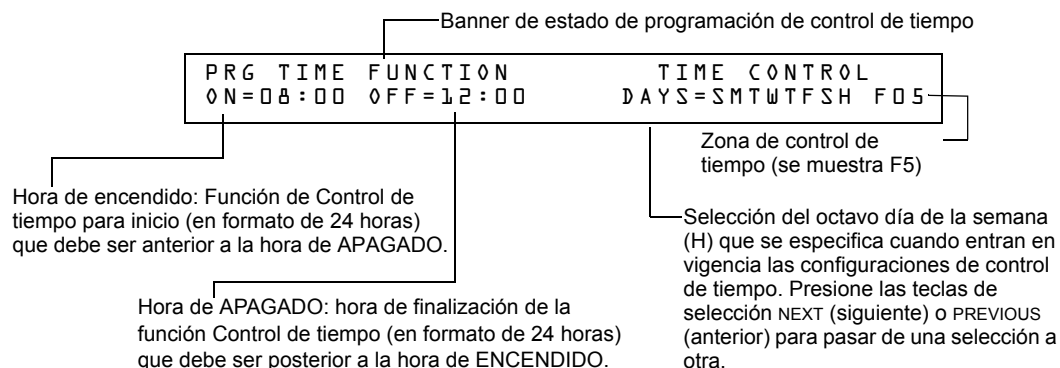 Banner de estado de programación de control de tiempo
PRG TIME FUNCTION TIME CONTROL
ON=08:00 OFF=12:00 DAYS=SMTWTFSH F05
Zona de control de
tiempo (se muestra F5)
Hora de encendido: Función de Control de
tiempo para inicio (en formato de 24 horas)
que debe ser anterior a la hora de APAGADO.
Selección del octavo día de la semana
(H) que se especifica cuando entran en
vigencia las configuraciones de control
de tiempo. Presione las teclas de
selección NEXT (siguiente) o PREVIOUS
(anterior) para pasar de una selección a
otra.
Hora de APAGADO: hora de finalización de la
función Control de tiempo (en formato de 24 horas)
que debe ser posterior a la hora de ENCENDIDO.